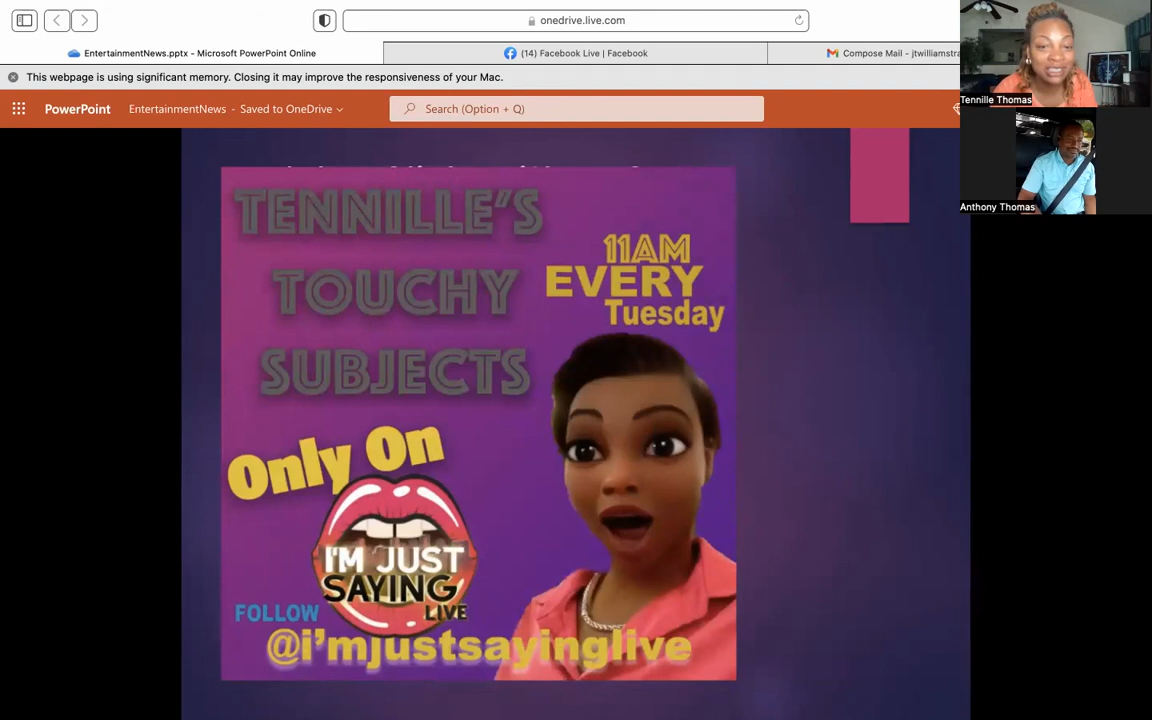 onedrive.live.com
EntertainmentNews.pptx - Microsoft PowerPoint Online
(14) Facebook Live | Facebook
Compose Mail - jtwilliamstra
This webpage is using significant memory. Closing it may improve the responsiveness of your Mac.
PowerPoint
EntertainmentNews - Saved to OneDrive
Search (Option + Q)
Tennille Thomas
Anthony Thomas
TENNILLE'S
TOUCHY
SUBJECTS
11AM
EVERY
Tuesday
Only On
I'M JUST
SAYING
LIVE
FOLLOW
@i'mjustsayinglive